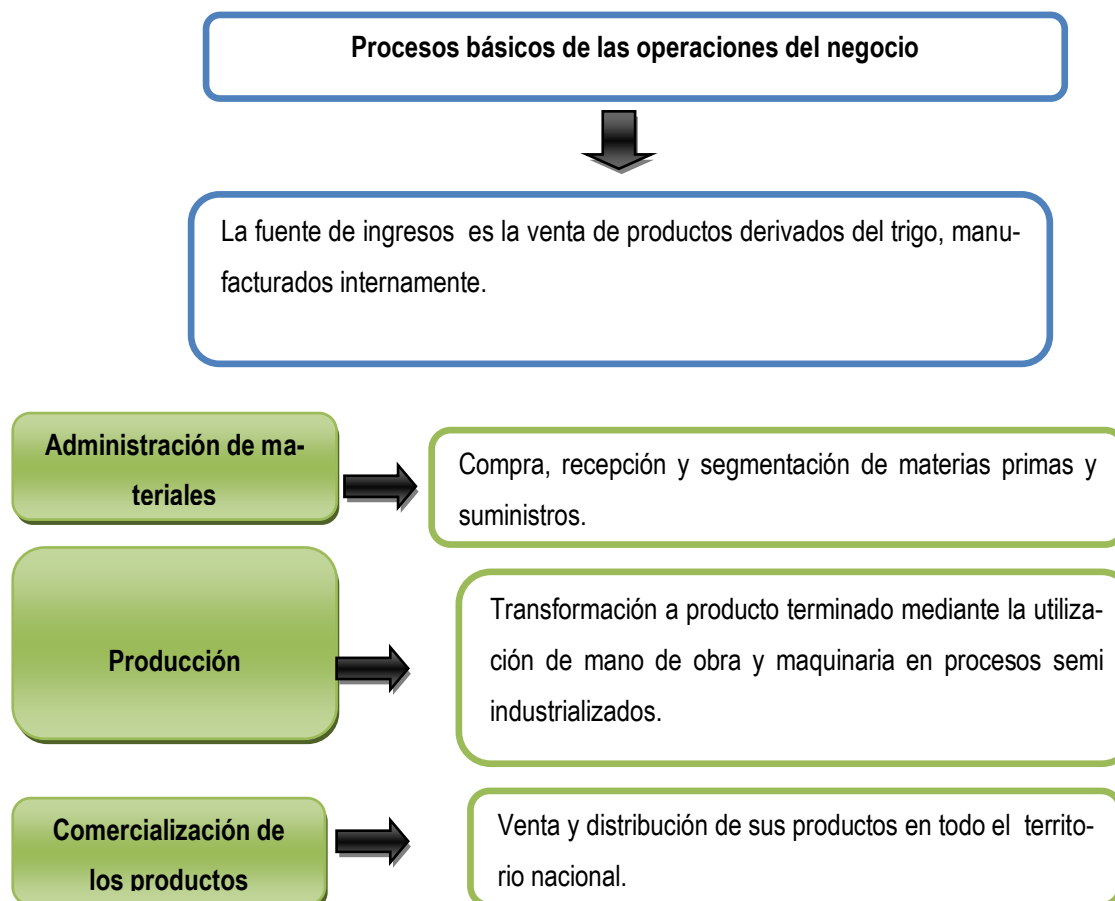 Procesos básicos de las operaciones del negocio
La fuente de ingresos es la venta de productos derivados del trigo, manu-
facturados internamente.
Administración de ma-
teriales
Compra, recepción y segmentación de materias primas y
suministros.
Producción
Transformación a producto terminado mediante la utiliza-
ción de mano de obra y maquinaria en procesos semi
industrializados.
Comercialización de
los productos
Venta y distribución de sus productos en todo el territo-
rio nacional.